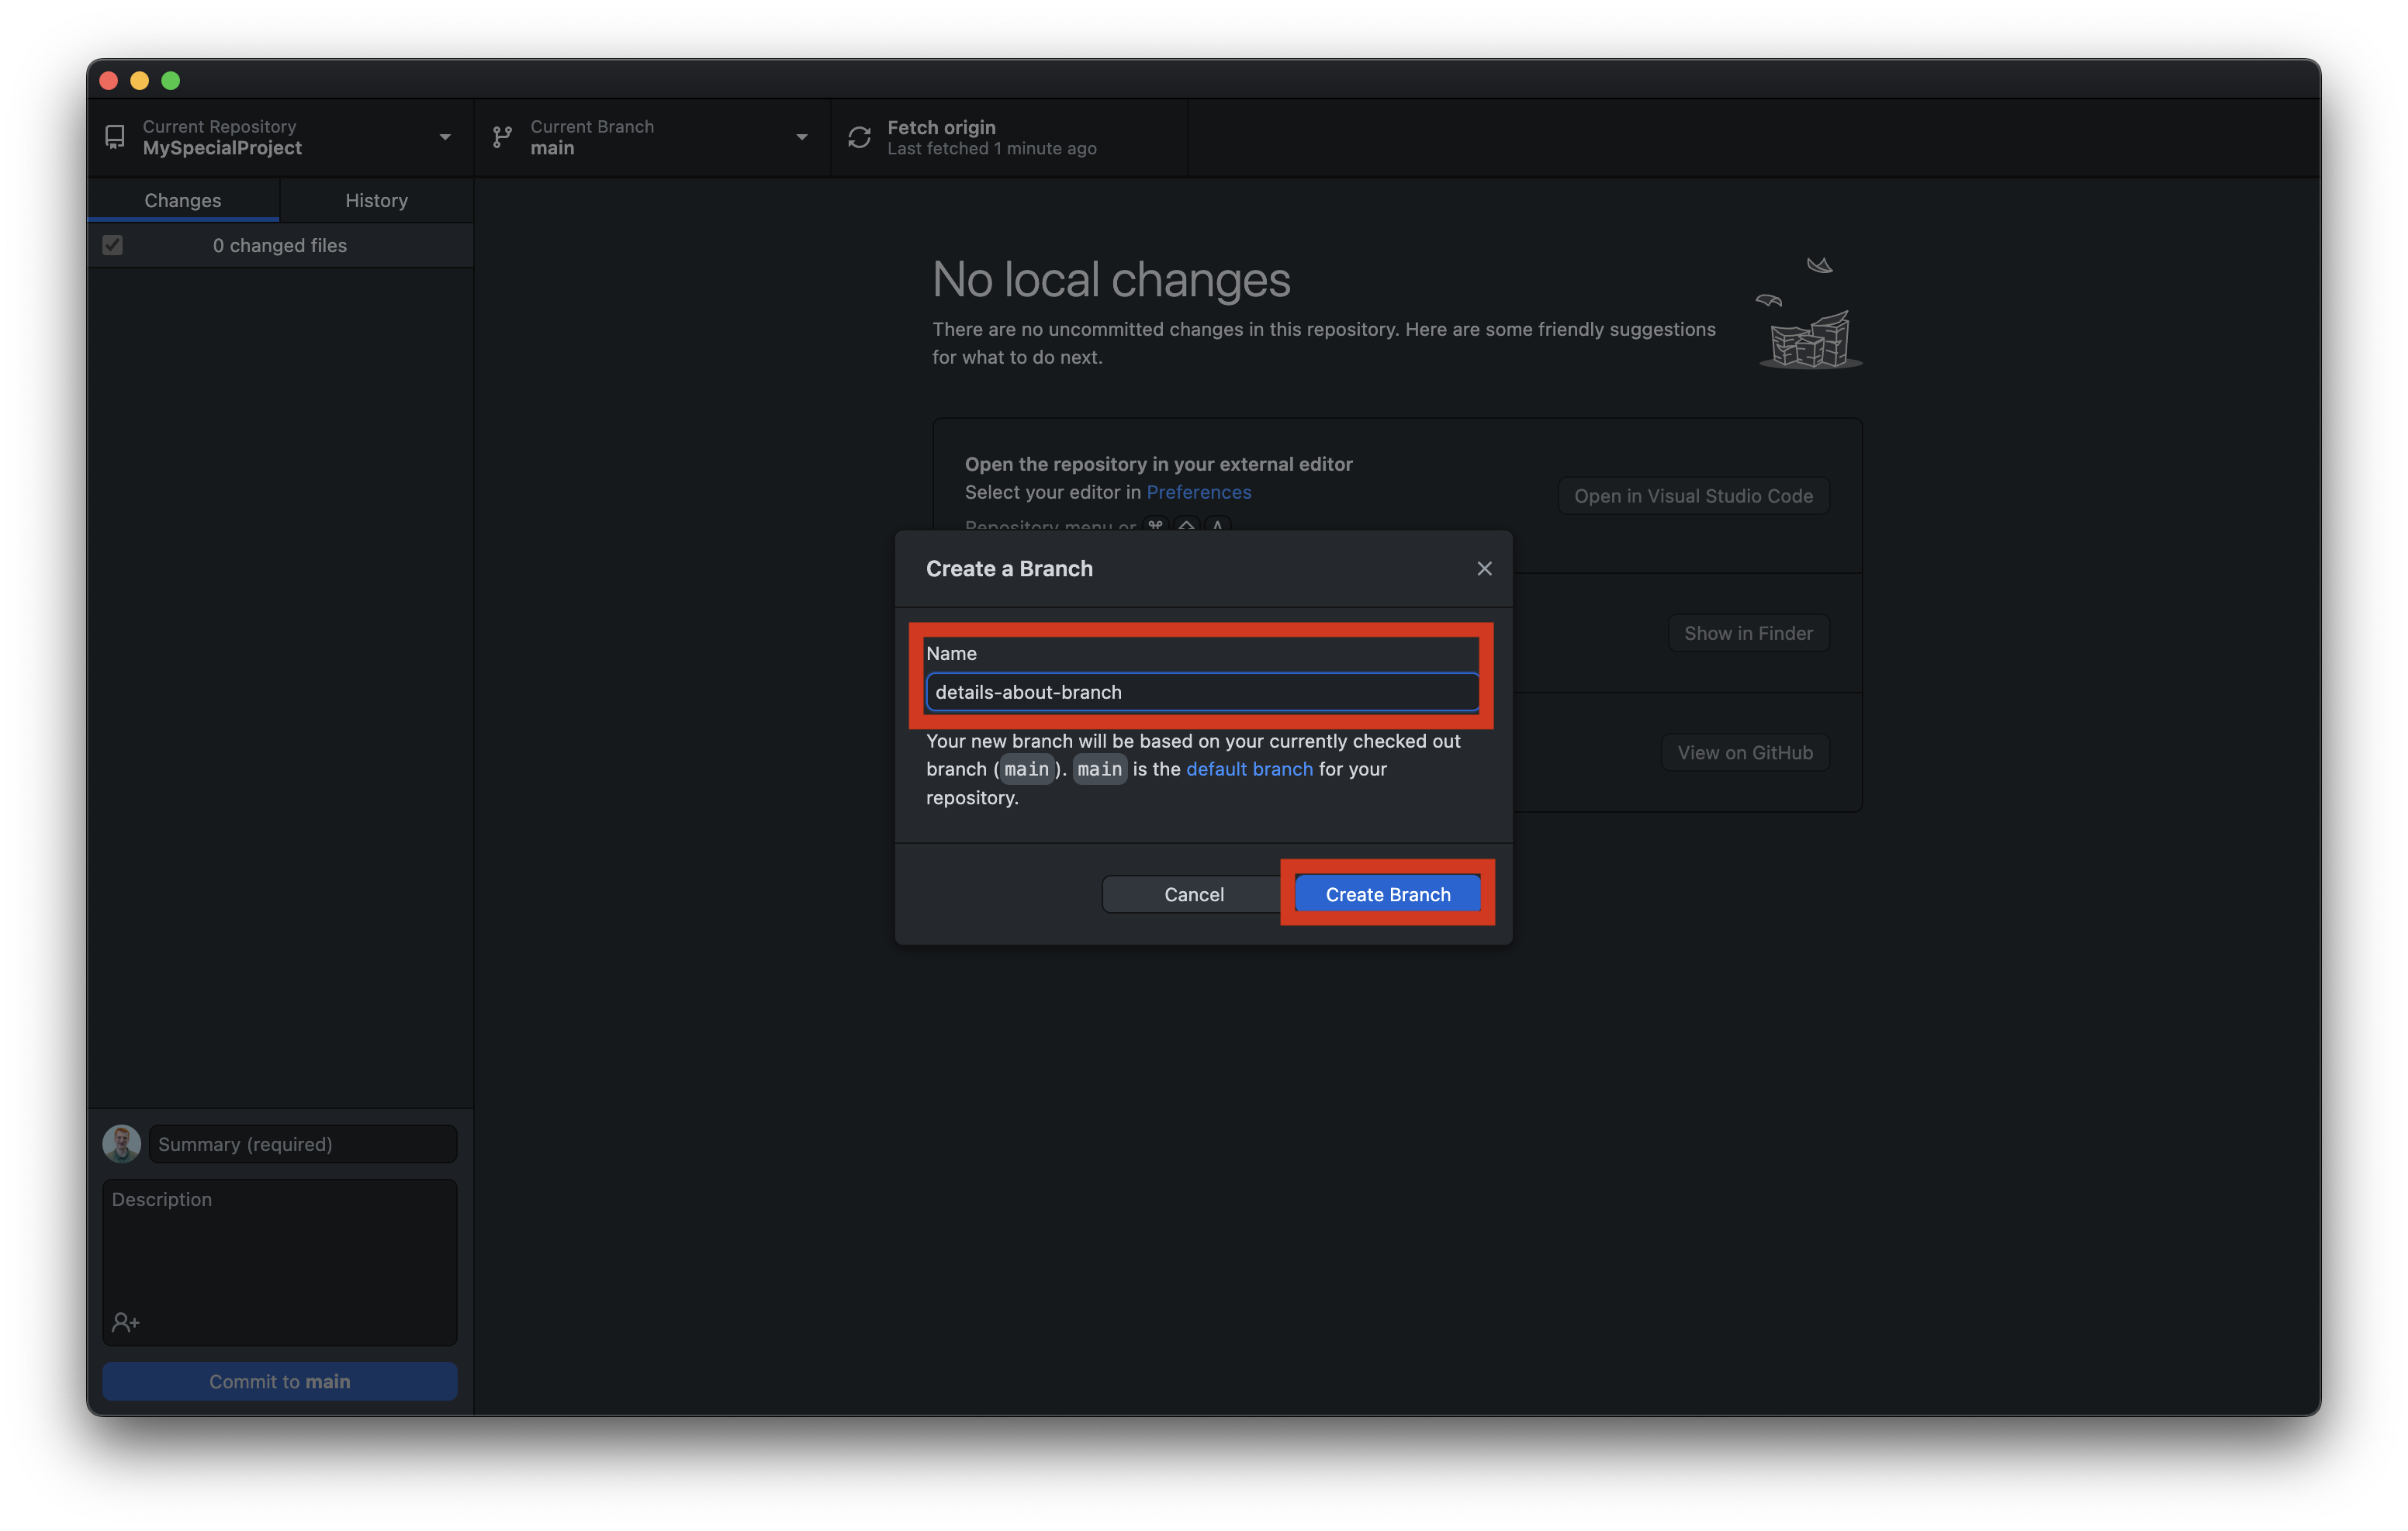 Current Repository
MySpecialProject
Current Branch
main
Fetch origin
Last fetched 1 minute ago
Changes
History
0 changed files
No local changes
There are no uncommitted changes in this repository. Here are some friendly suggestions
for what to do next.
Open the repository in your external editor
Select your editor in Preferences
Open in Visual Studio Code
Repository menu or ⌘ ⇧ A
Show in Finder
View on GitHub
Create a Branch
Name
details-about-branch
Your new branch will be based on your currently checked out
branch (main). main is the default branch for your
repository.
Cancel
Create Branch
Summary (required)
Description
Commit to main